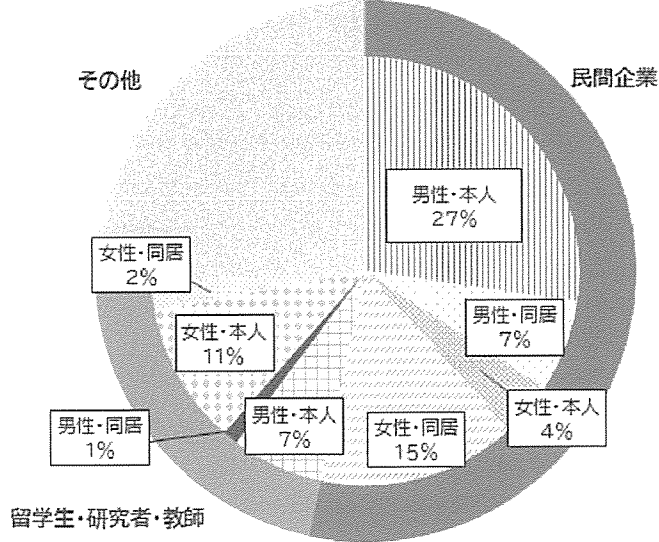 その他
民間企業
男性・本人
27%
男性・同居
7%
女性・本人
4%
女性・同居
15%
男性・本人
7%
男性・同居
1%
女性・本人
11%
女性・同居
2%
留学生・研究者・教師